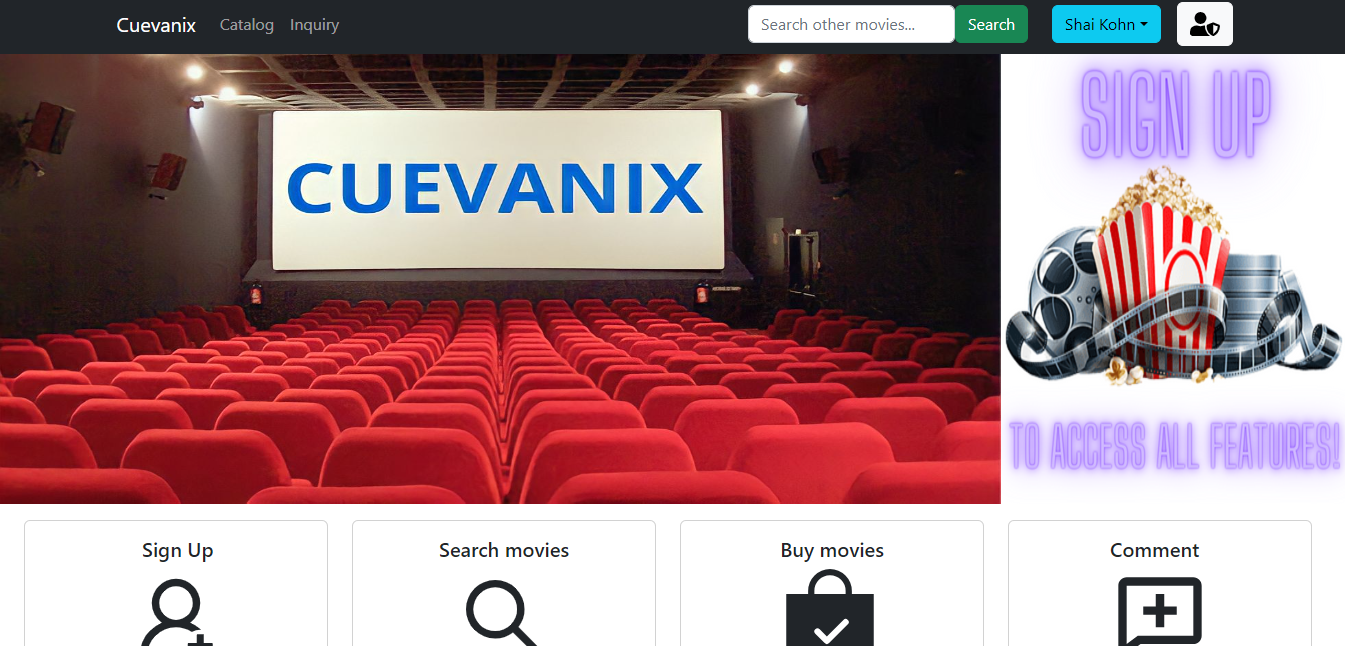 Cuevanix Catalog Inquiry Search other movies... Search Shai Kohn
CUEVANIX
SIGN UP
TO ACCESS ALL FEATURES!
Sign Up
Search movies
Buy movies
Comment